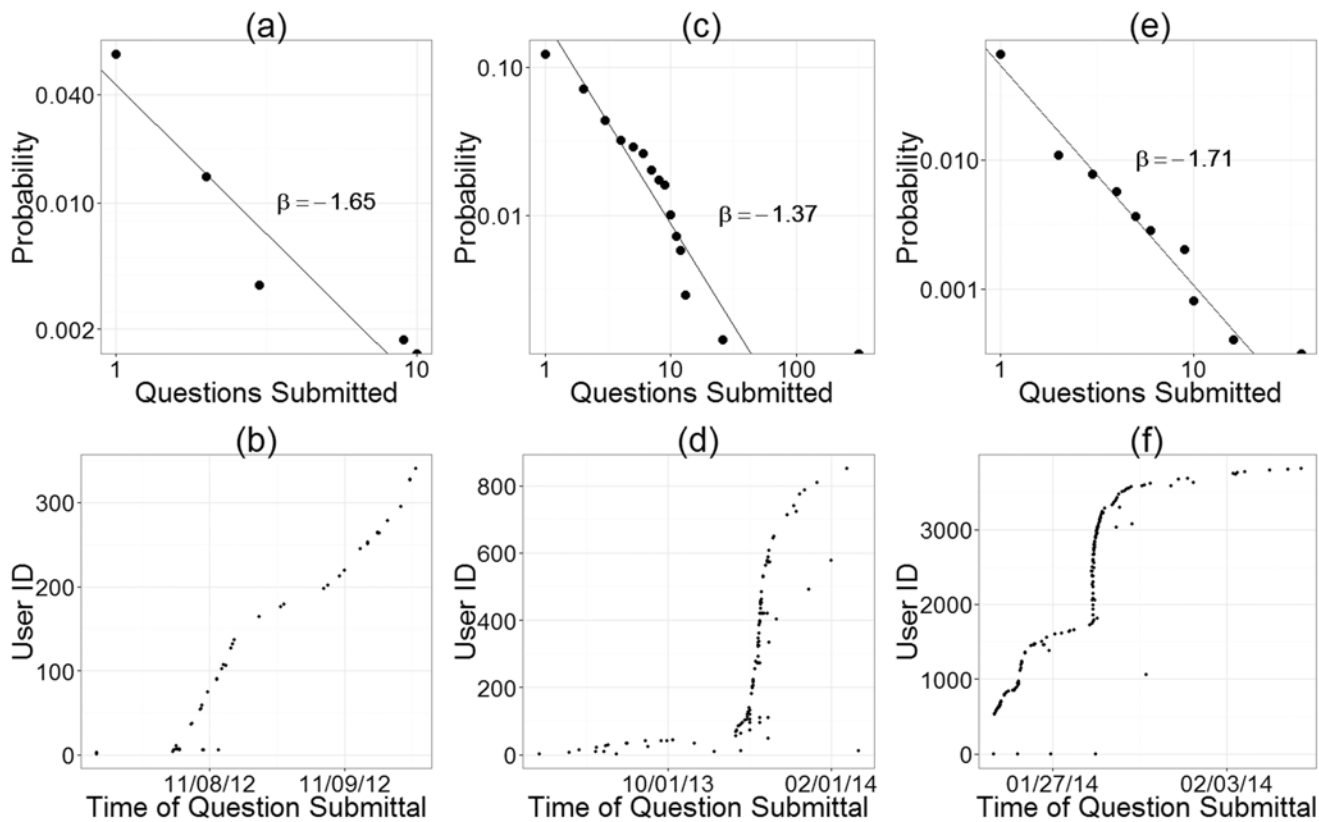 (a)
0.040
0.010
0.002
Probability
β = −1.65
1
10
Questions Submitted
(c)
0.10
0.01
Probability
β = −1.37
1
10
100
Questions Submitted
(e)
0.010
0.001
Probability
β = −1.71
1
10
Questions Submitted
(b)
300
200
100
0
User ID
11/08/12
11/09/12
Time of Question Submittal
(d)
800
600
400
200
0
User ID
10/01/13
02/01/14
Time of Question Submittal
(f)
3000
2000
1000
0
User ID
01/27/14
02/03/14
Time of Question Submittal